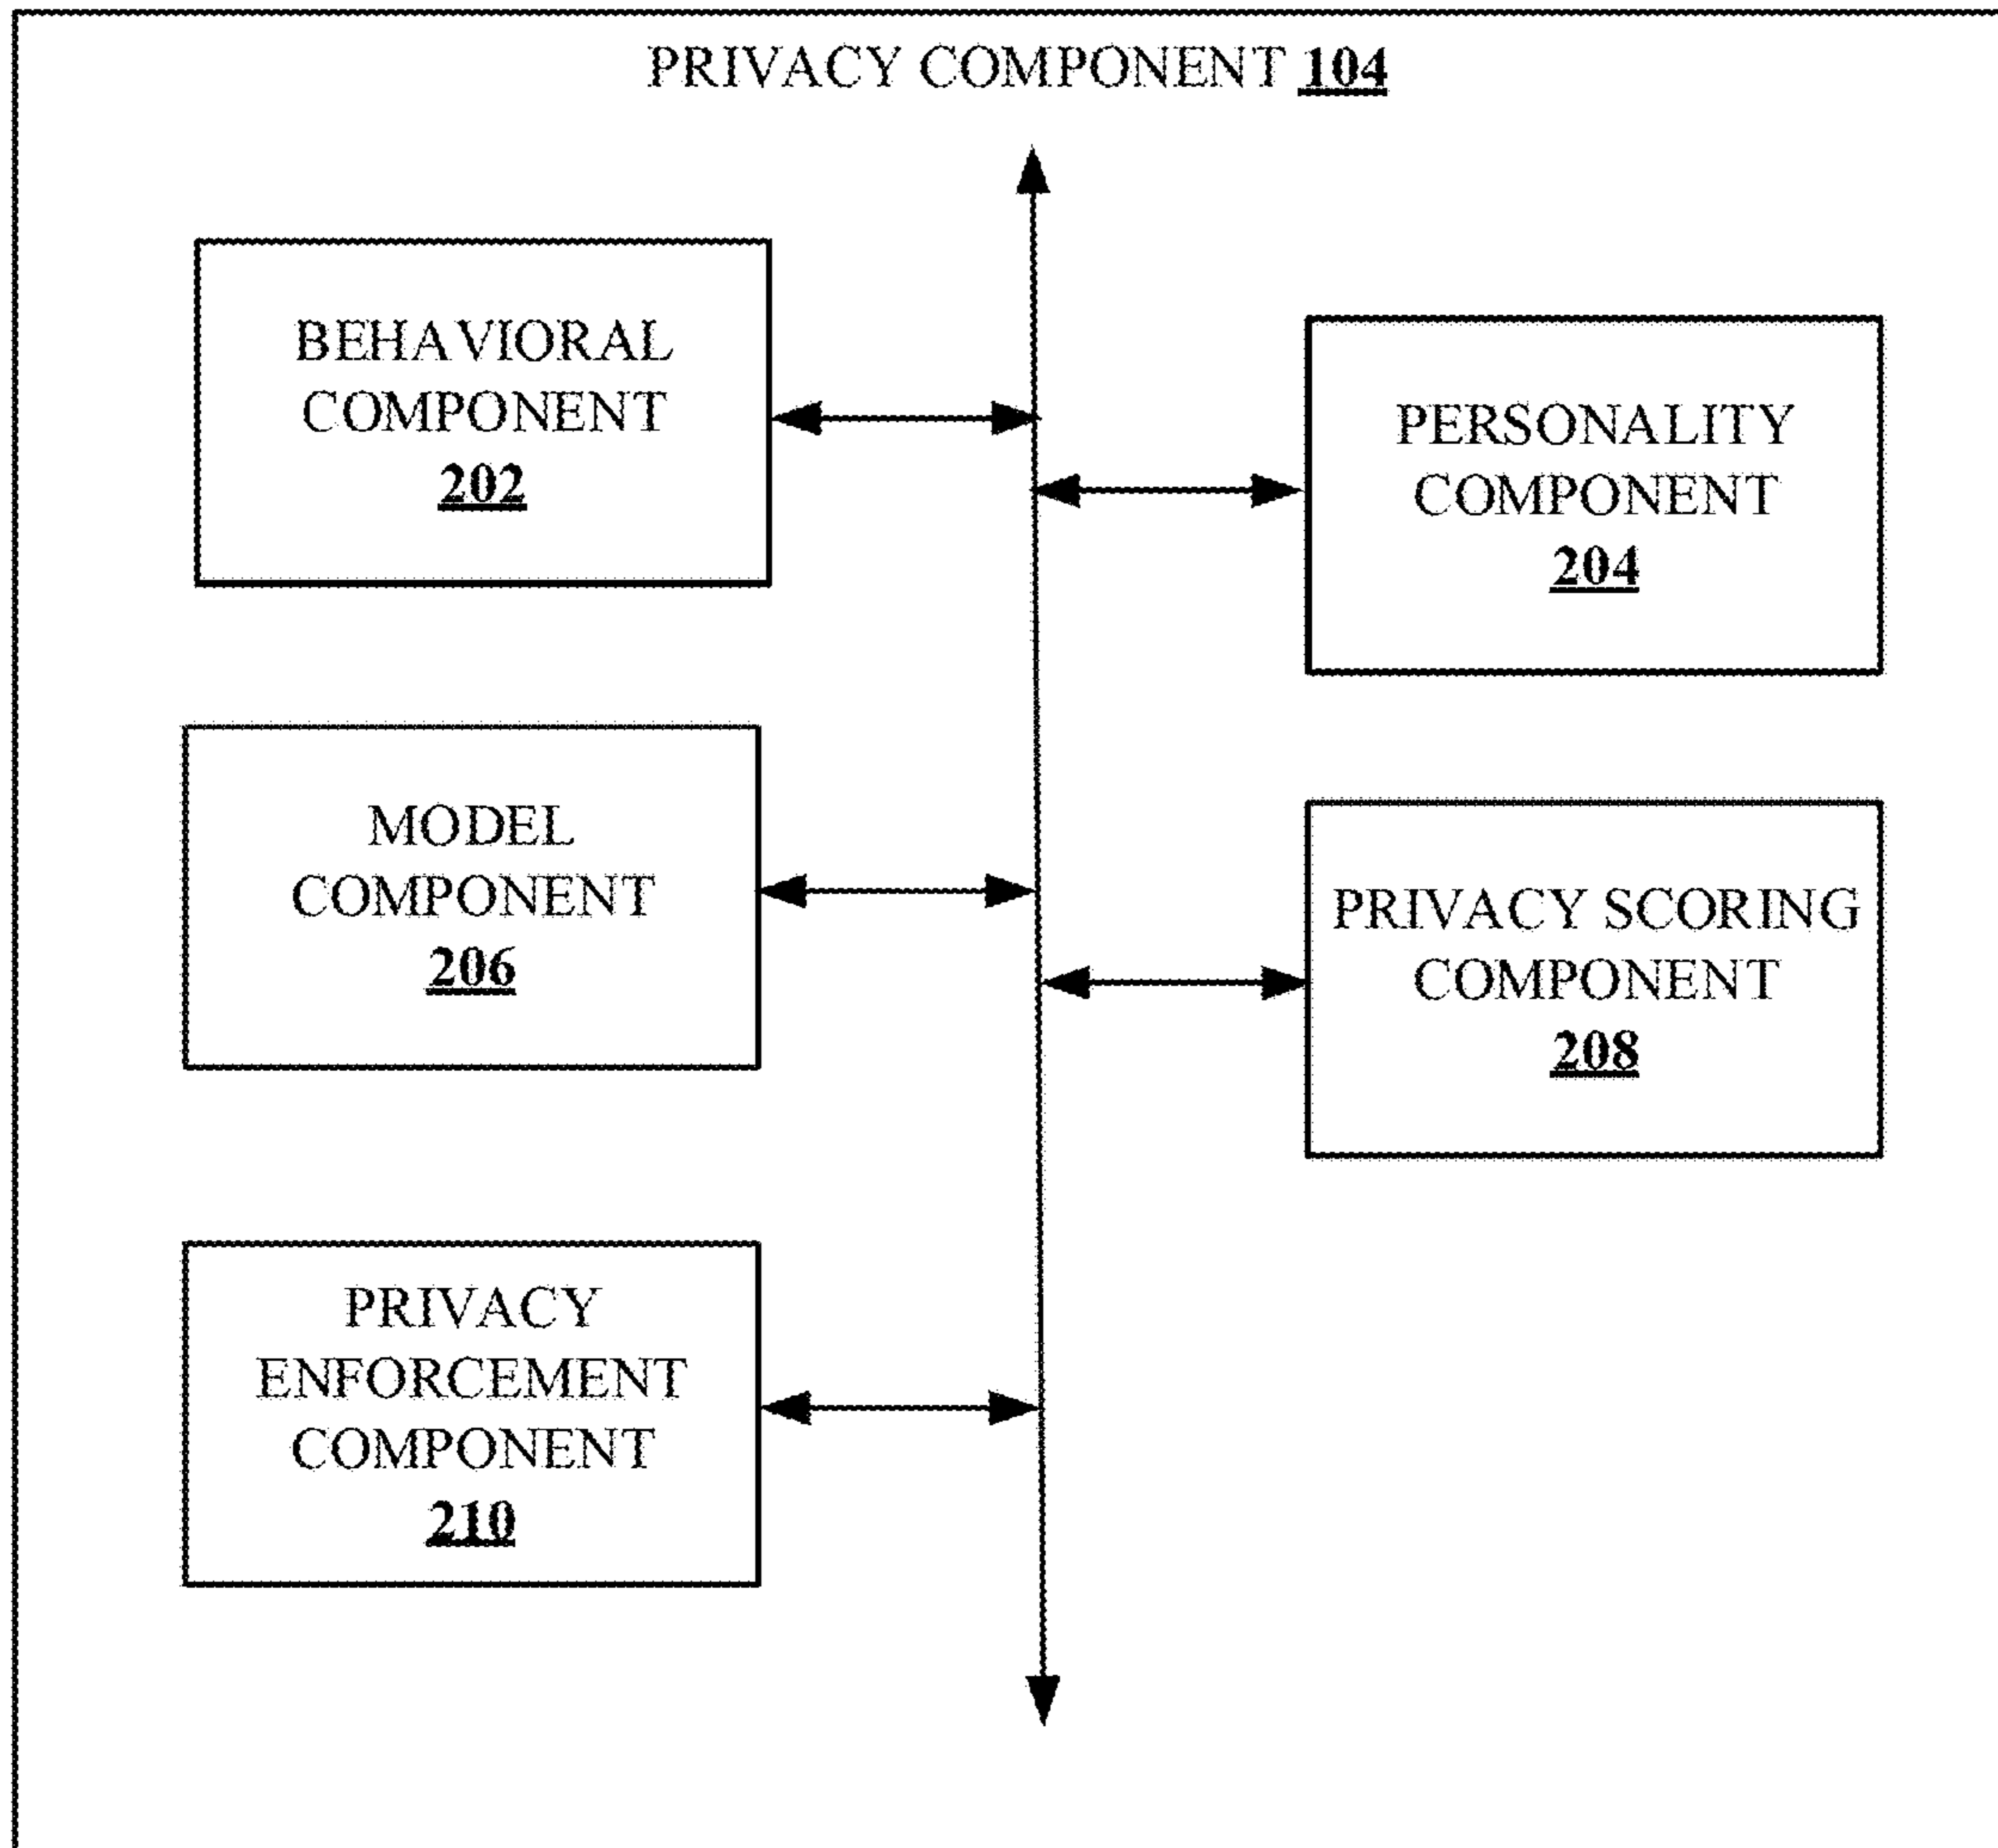 PRIVACY COMPONENT 104
BEHAVIORAL
COMPONENT
202
PERSONALITY
COMPONENT
204
MODEL
COMPONENT
206
PRIVACY SCORING
COMPONENT
208
PRIVACY
ENFORCEMENT
COMPONENT
210